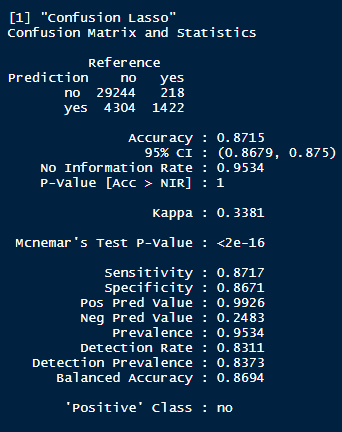 [1] "Confusion Lasso"
Confusion Matrix and Statistics
Reference
Prediction no yes
no 29244 218
yes 4304 1422
Accuracy : 0.8715
95% CI : (0.8679, 0.875)
No Information Rate : 0.9534
P-Value [Acc > NIR] : 1
Kappa : 0.3381
Mcnemar's Test P-Value : <2e-16
Sensitivity : 0.8717
Specificity : 0.8671
Pos Pred Value : 0.9926
Neg Pred Value : 0.2483
Prevalence : 0.9534
Detection Rate : 0.8311
Detection Prevalence : 0.8373
Balanced Accuracy : 0.8694
'Positive' Class : no